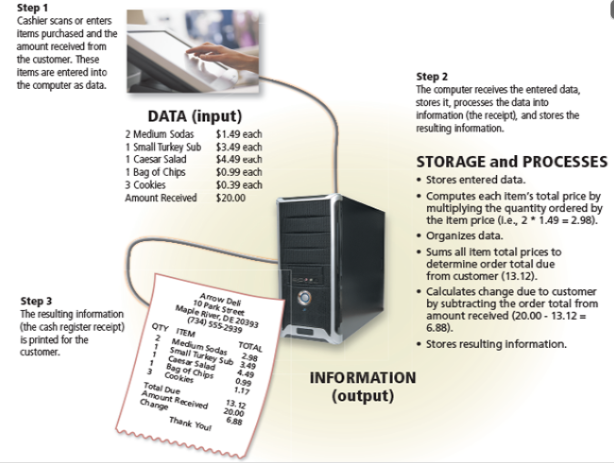 Step 1
Cashier scans or enters
items purchased and the
amount received from
the customer. These
items are entered into
the computer as data.
DATA (input)
2 Medium Sodas $1.49 each
1 Small Turkey Sub $3.49 each
1 Caesar Salad $4.49 each
1 Bag of Chips $0.99 each
3 Cookies $0.39 each
Amount Received $20.00
Step 2
The computer receives the entered data,
stores it, processes the data into
information (the receipt), and stores the
resulting information.
STORAGE and PROCESSES
• Stores entered data.
• Computes each item's total price by
multiplying the quantity ordered by
the item price (i.e., 2 * 1.49 = 2.98).
• Organizes data.
• Sums all item total prices to
determine order total due
from customer (13.12).
• Calculates change due to customer
by subtracting the order total from
amount received (20.00 - 13.12 =
6.88).
• Stores resulting information.
Step 3
The resulting information
(the cash register receipt)
is printed for the
customer.
Arrow Deli
10 Park Street
Maple River, DE 20393
(734) 555-2939
QTY ITEM TOTAL
2 Medium Sodas 2.98
1 Small Turkey Sub 3.49
1 Caesar Salad 4.49
1 Bag of Chips 0.99
3 Cookies 1.17
Total Due 13.12
Amount Received 20.00
Change 6.88
Thank You!
INFORMATION
(output)